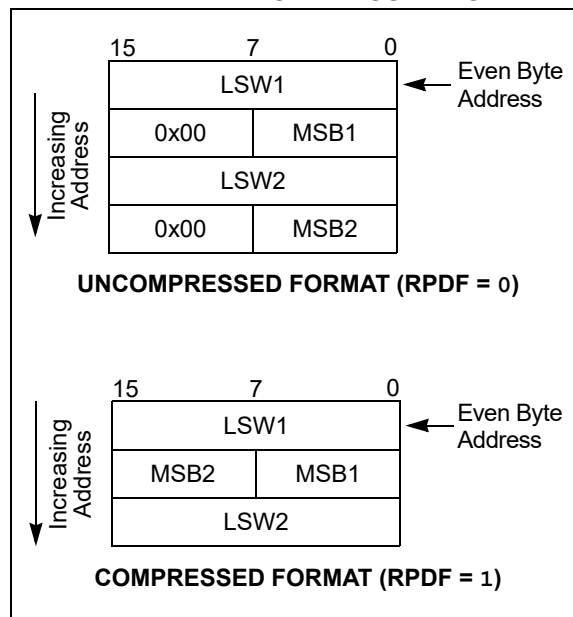 15 7 0
LSW1
Even Byte
Address
0x00 MSB1
LSW2
0x00 MSB2
Increasing
Address
UNCOMPRESSED FORMAT (RPDF = 0)
15 7 0
LSW1
Even Byte
Address
MSB2 MSB1
LSW2
Increasing
Address
COMPRESSED FORMAT (RPDF = 1)